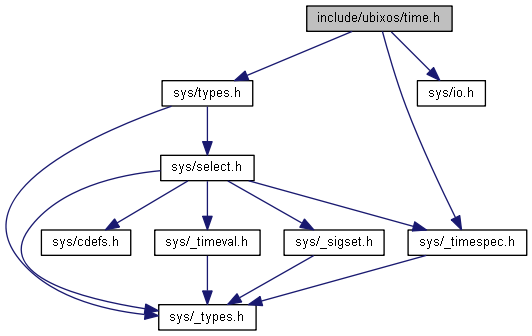 include/ubixos/time.h
sys/types.h
sys/io.h
sys/select.h
sys/cdefs.h
sys/_timeval.h
sys/_sigset.h
sys/_timespec.h
sys/_types.h